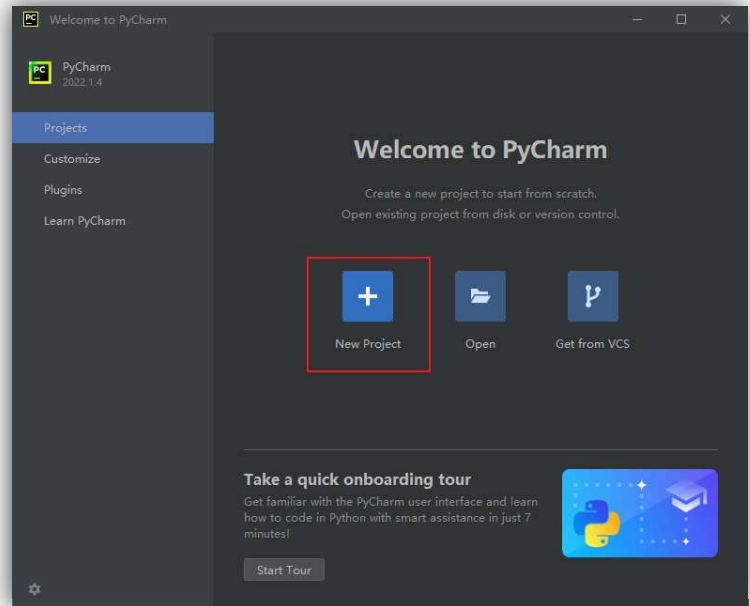 PC Welcome to PyCharm
PC PyCharm
2022.1.4
Projects
Customize
Plugins
Learn PyCharm
Welcome to PyCharm
Create a new project to start from scratch.
Open existing project from disk or version control.
New Project
Open
Get from VCS
Take a quick onboarding tour
Get familiar with the PyCharm user interface and learn
how to code in Python with smart assistance in just 7
minutes!
Start Tour